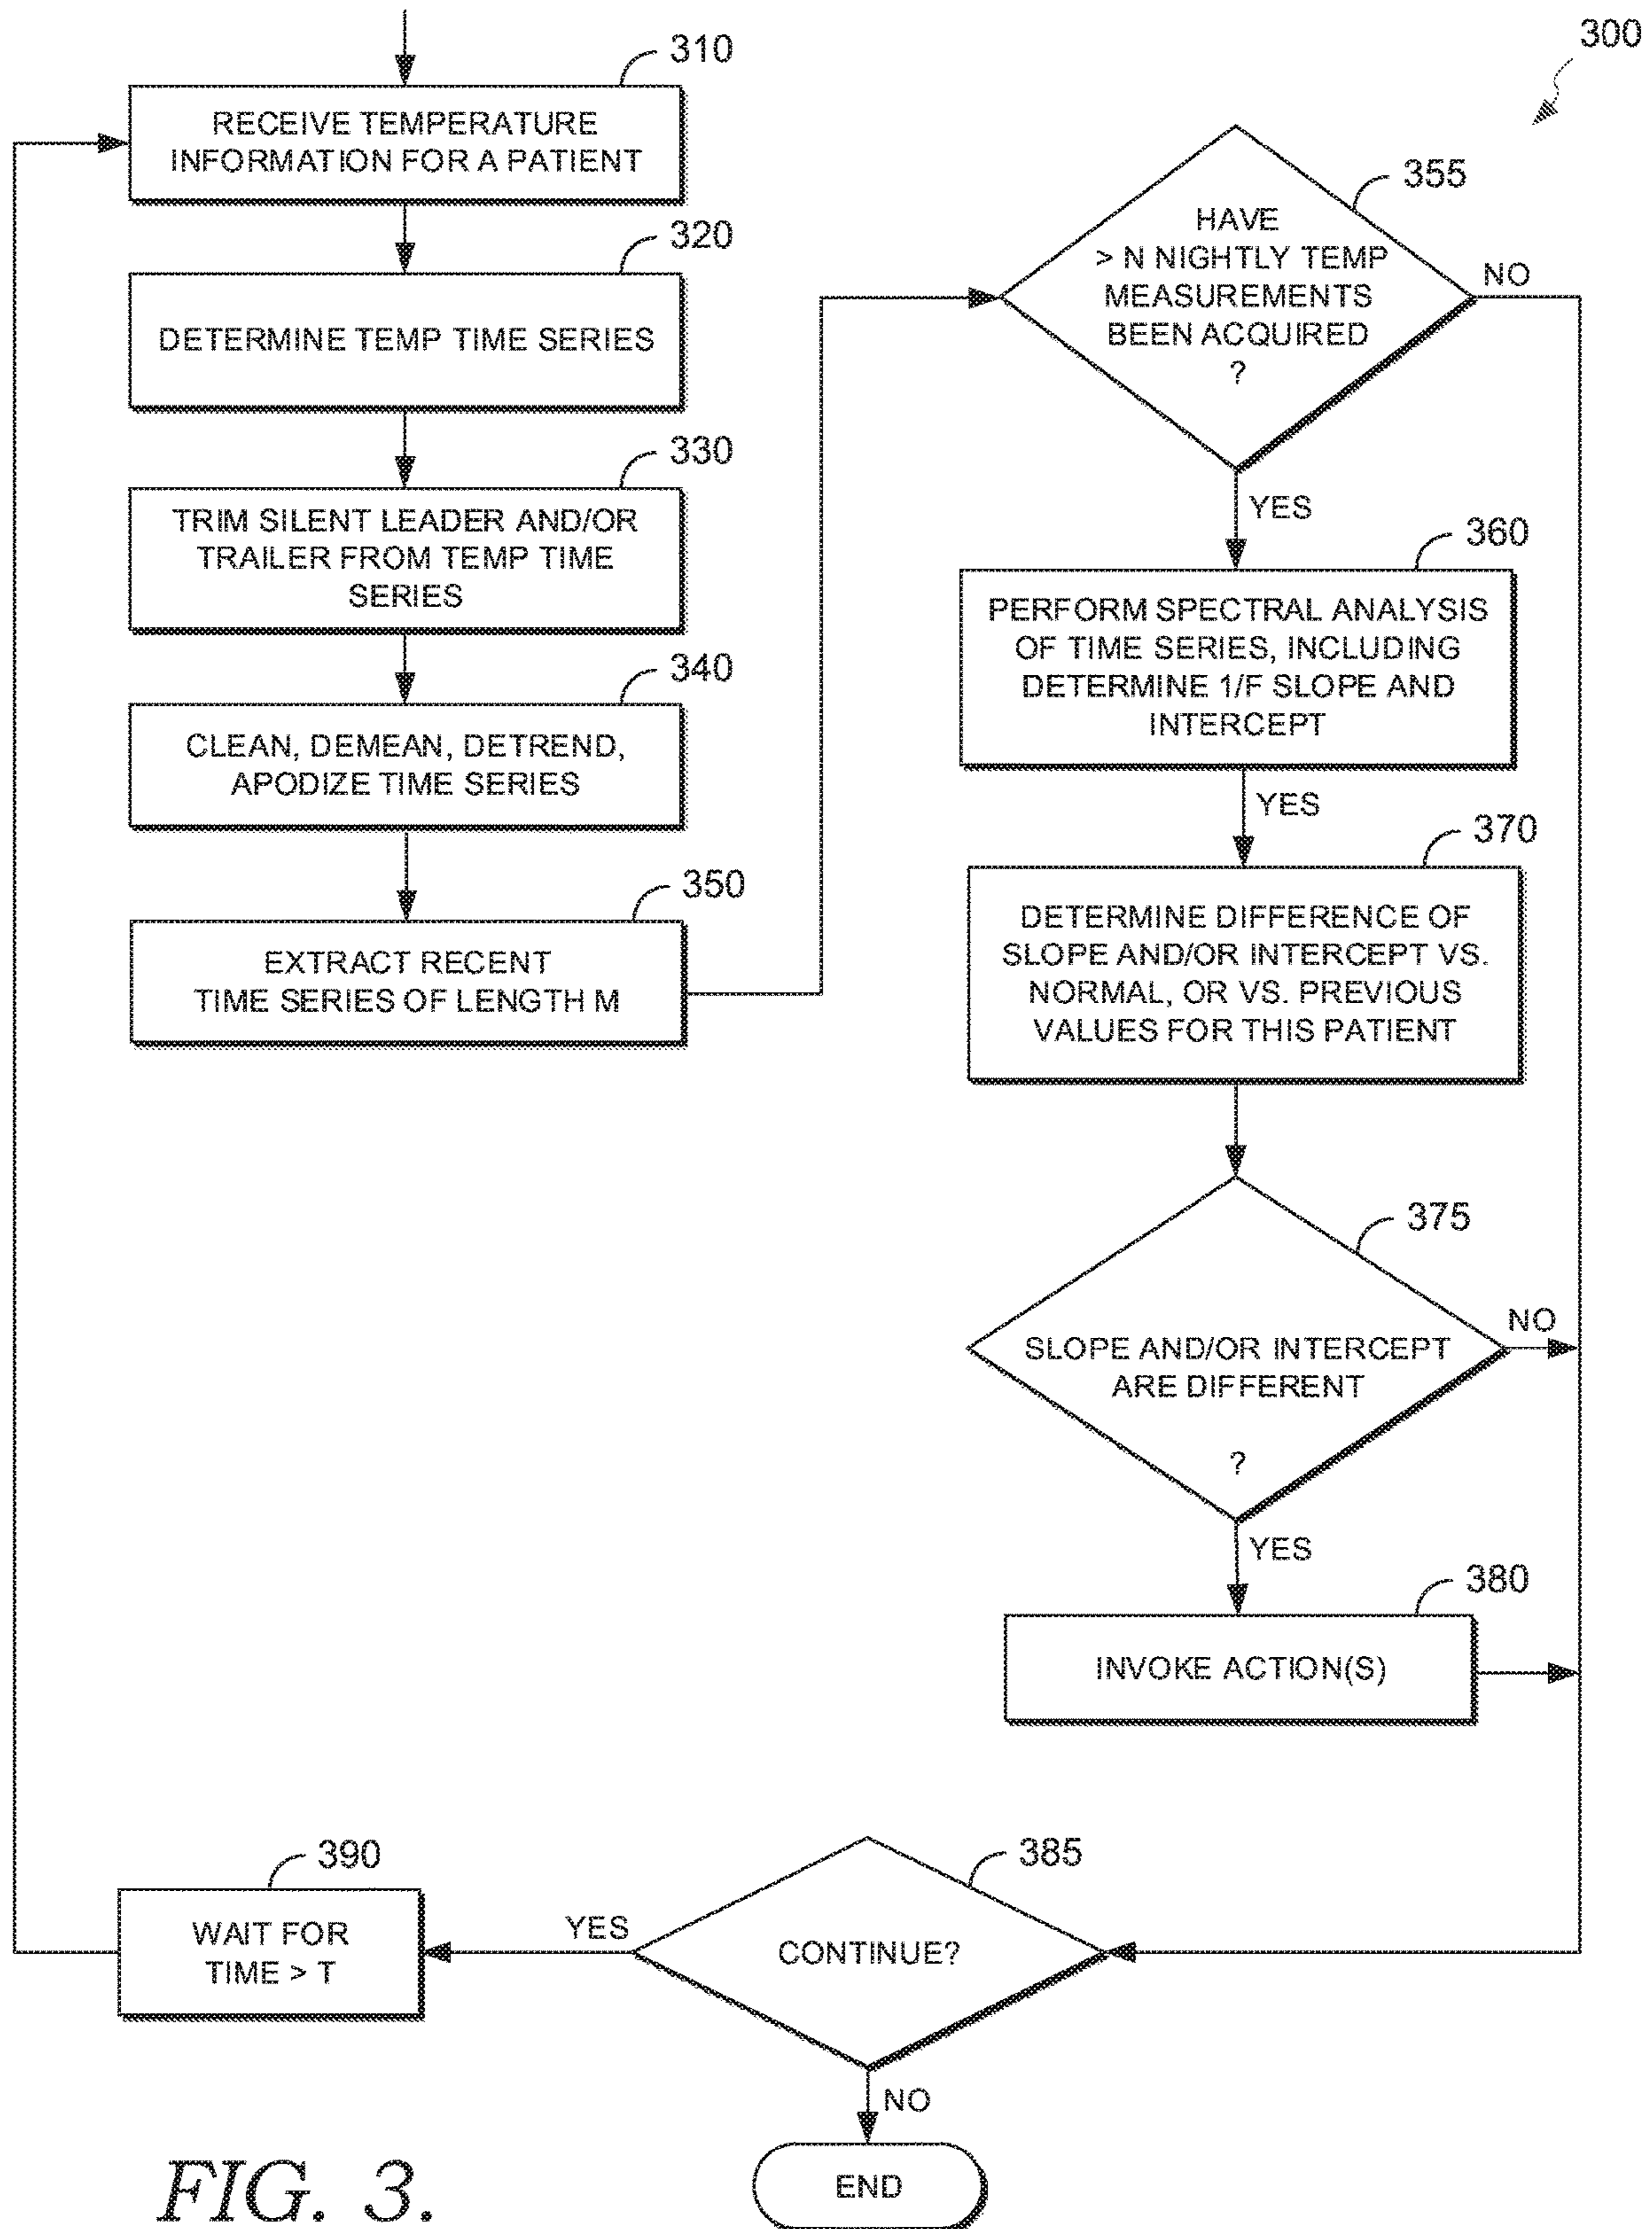 300
310
RECEIVE TEMPERATURE
INFORMATION FOR A PATIENT
320
DETERMINE TEMP TIME SERIES
330
TRIM SILENT LEADER AND/OR
TRAILER FROM TEMP TIME
SERIES
340
CLEAN, DEMEAN, DETREND,
APODIZE TIME SERIES
350
EXTRACT RECENT
TIME SERIES OF LENGTH M
355
HAVE
> N NIGHTLY TEMP
MEASUREMENTS
BEEN ACQUIRED
?
NO
YES
360
PERFORM SPECTRAL ANALYSIS
OF TIME SERIES, INCLUDING
DETERMINE 1/F SLOPE AND
INTERCEPT
YES
370
DETERMINE DIFFERENCE OF
SLOPE AND/OR INTERCEPT VS.
NORMAL, OR VS. PREVIOUS
VALUES FOR THIS PATIENT
375
SLOPE AND/OR INTERCEPT
ARE DIFFERENT
?
NO
YES
380
INVOKE ACTION(S)
385
CONTINUE?
YES
390
WAIT FOR
TIME > T
NO
END
FIG. 3.